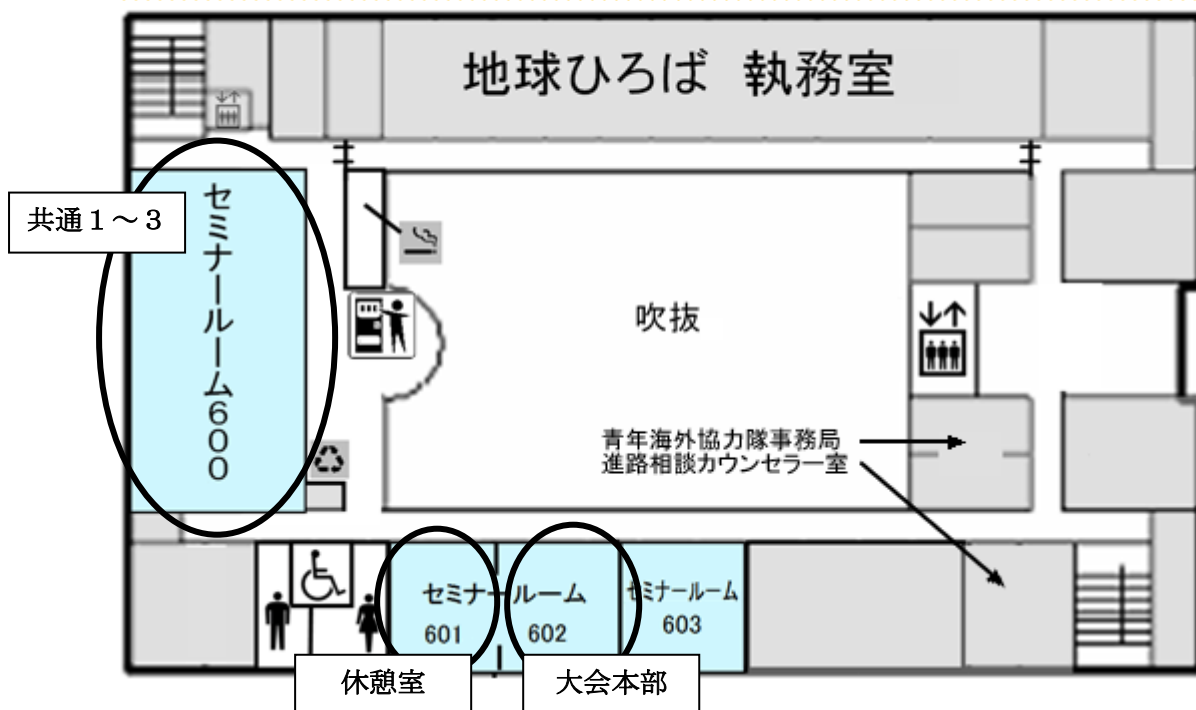 地球ひろば 執務室
共通１～３
セミナールーム600
吹抜
青年海外協力隊事務局
進路相談カウンセラー室
セミナールーム
601
602
セミナールーム
603
休憩室
大会本部